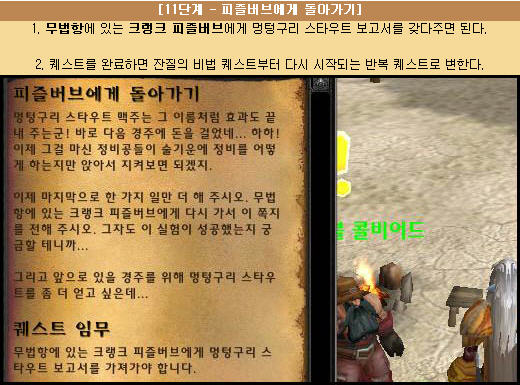 [11단계 - 피즐버브에게 돌아가기]
1. 무법항에 있는 크랭크 피즐버브에게 멍텅구리 스타우트 보고서를 갖다주면 된다.
2. 퀘스트를 완료하면 잔질의 비법 퀘스트부터 다시 시작되는 반복 퀘스트로 변한다.
피즐버브에게 돌아가기
멍텅구리 스타우트 맥주는 그 이름처럼 효과도 끝
내 주는군! 바로 다음 경주에 돈을 걸었네... 하하!
이제 그걸 마신 정비공들이 술기운에 정비를 어떻
게 하는지만 앉아서 지켜보면 되겠지.
이제 마지막으로 한 가지 일만 더 해 주시오. 무법
항에 있는 크랭크 피즐버브에게 다시 가서 이 쪽지
를 전해 주시오. 그자도 이 실험이 성공했는지 궁
금할 테니까...
그리고 앞으로 있을 경주를 위해 멍텅구리 스타우
트를 좀 더 얻고 싶은데...
퀘스트 임무
무법항에 있는 크랭크 피즐버브에게 멍텅구리 스
타우트 보고서를 가져가야 합니다.
콜비어드